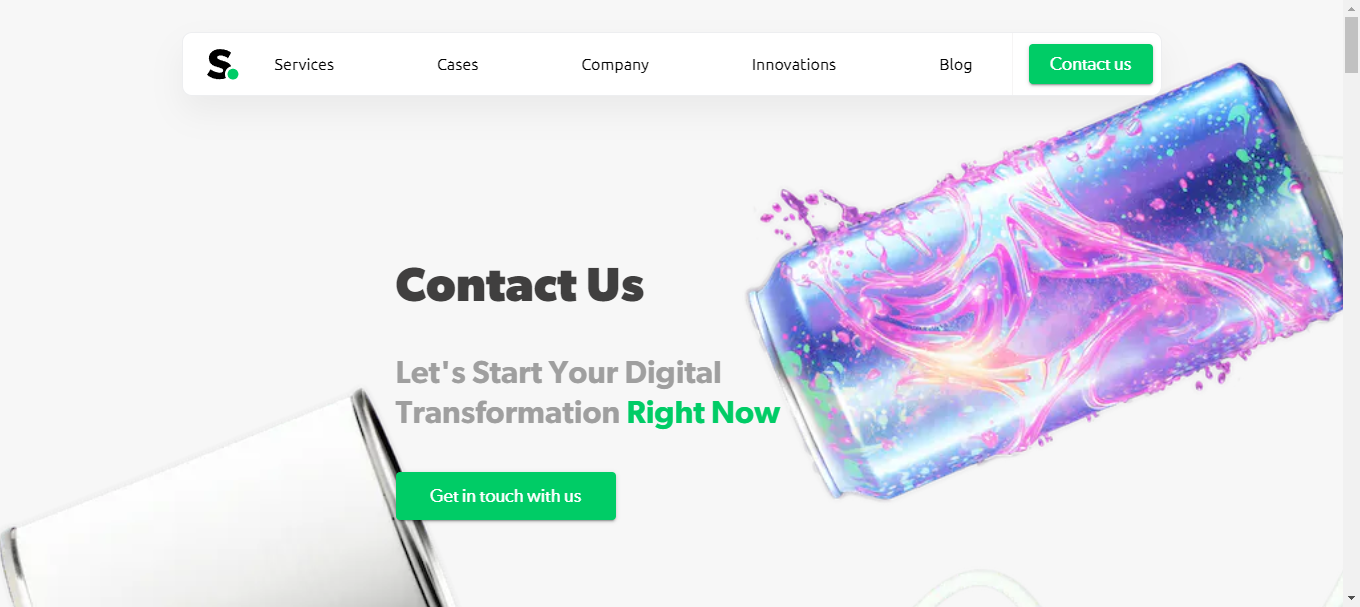 S.
Services
Cases
Company
Innovations
Blog
Contact us
Contact Us
Let's Start Your Digital
Transformation Right Now
Get in touch with us